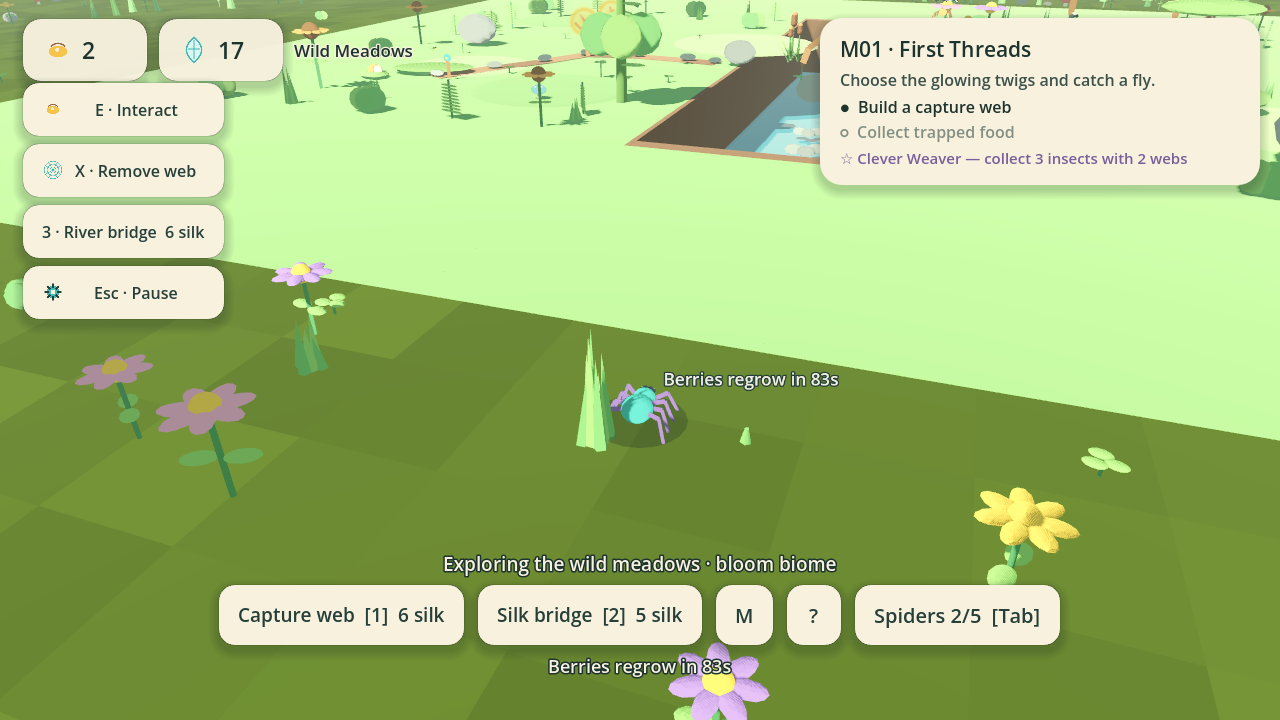 2
17
Wild Meadows
E · Interact
X · Remove web
3 · River bridge 6 silk
Esc · Pause
M01 · First Threads
Choose the glowing twigs and catch a fly.
Build a capture web
Collect trapped food
☆ Clever Weaver — collect 3 insects with 2 webs
Berries regrow in 83s
Exploring the wild meadows · bloom biome
Capture web [1] 6 silk
Silk bridge [2] 5 silk
M
?
Spiders 2/5 [Tab]
Berries regrow in 83s